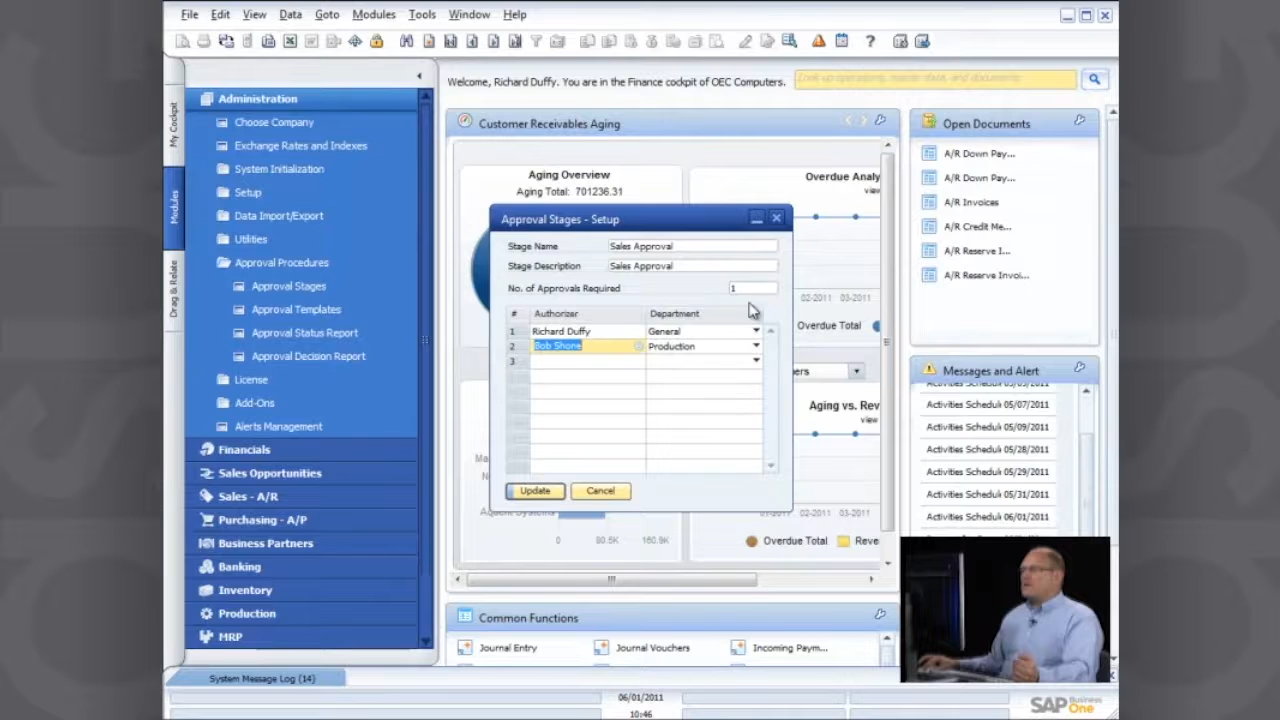 File Edit View Data Goto Modules Tools Window Help
Welcome, Richard Duffy. You are in the Finance cockpit of OEC Computers.
My Cockpit
Modules
Drag & Relate
Administration
Choose Company
Exchange Rates and Indexes
System Initialization
Setup
Data Import/Export
Utilities
Approval Procedures
Approval Stages
Approval Templates
Approval Status Report
Approval Decision Report
License
Add-Ons
Alerts Management
Financials
Sales Opportunities
Sales - A/R
Purchasing - A/P
Business Partners
Banking
Inventory
Production
MRP
Customer Receivables Aging
Aging Overview
Aging Total: 701236.31
Overdue Analy
view
02-2011 03-2011
Overdue Total
Aging vs. Rev
view
02-2011 03-2011
Overdue Total Reve
0 80.5K 160.9K
Approval Stages - Setup
Stage Name Sales Approval
Stage Description Sales Approval
No. of Approvals Required 1
# Authorizer Department
1 Richard Duffy General
2 Bob Shone Production
3
Update Cancel
Open Documents
A/R Down Pay...
A/R Down Pay...
A/R Invoices
A/R Credit Me...
A/R Reserve I...
A/R Reserve Invoi...
Messages and Alert
Activities Schedul 05/07/2011
Activities Schedul 05/09/2011
Activities Schedul 05/28/2011
Activities Schedul 05/29/2011
Activities Schedul 05/31/2011
Activities Schedul 06/01/2011
Common Functions
Journal Entry Journal Vouchers Incoming Paym...
System Message Log (14)
06/01/2011
10:46
SAP Business One